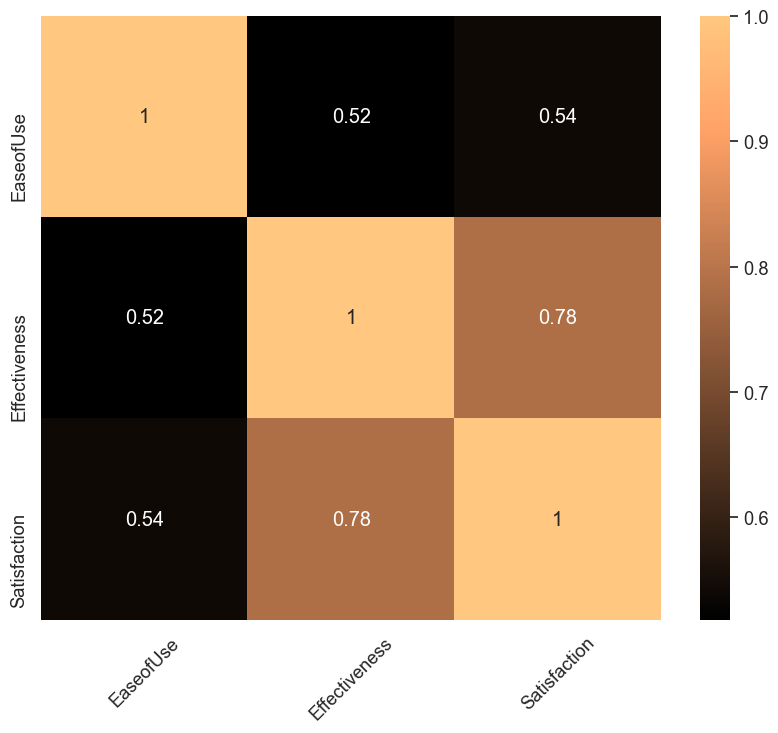 EaseofUse
1
0.52
0.54
Effectiveness
0.52
1
0.78
Satisfaction
0.54
0.78
1
EaseofUse
Effectiveness
Satisfaction
1.0
0.9
0.8
0.7
0.6